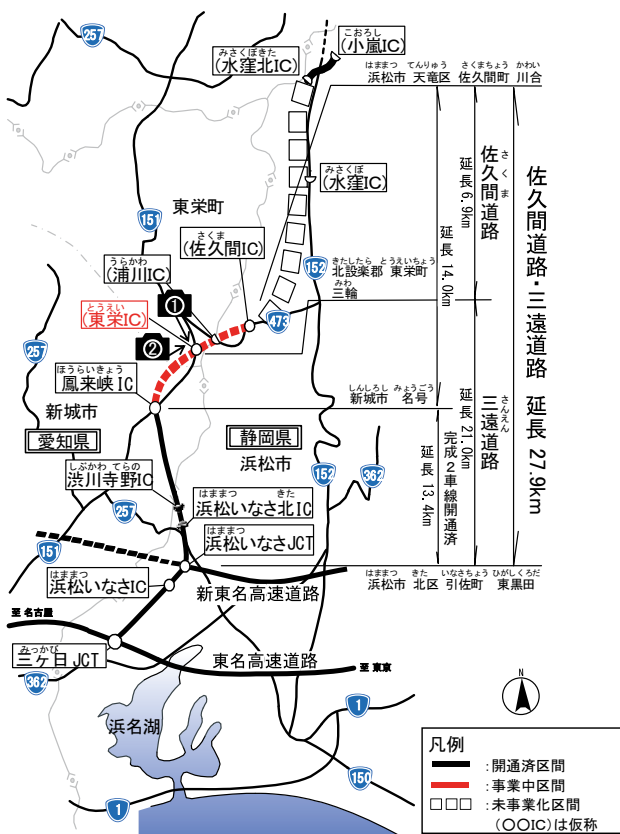 257
こおろし
(小嵐IC)
みさくぼきた
(水窪北IC)
はままつ てんりゅう さくまちょう かわい
浜松市 天竜区 佐久間町 川合
みさくぼ
(水窪IC)
151
東栄町
さくま
(佐久間IC)
うらかわ
(浦川IC)
152
きたしたら とうえいちょう
北設楽郡 東栄町
みわ
三輪
とうえい
(東栄IC)
①
②
473
257
ほうらいきょう
鳳来峡IC
しんしろし みょうごう
新城市 名号
新城市
愛知県
静岡県
浜松市
152
362
しぶかわ てらの
渋川寺野IC
はままつ きた
浜松いなさ北IC
257
はままつ
浜松いなさJCT
151
はままつ
浜松いなさIC
はままつ きた いなさちょう ひがしくろだ
浜松市 北区 引佐町 東黒田
新東名高速道路
至 名古屋
みっかび
三ヶ日JCT
東名高速道路
至 東京
362
浜名湖
1
1
150
佐久間道路・三遠道路 延長 27.9km
さくま
佐久間道路
延長 6.9km
延長 14.0km
さんえん
三遠道路
延長 21.0km
完成2車線開通済
延長 13.4km
N
凡例
:開通済区間
:事業中区間
:未事業化区間
(○○IC)は仮称